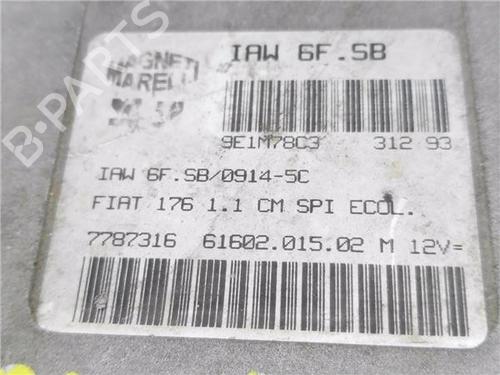 IAW 6F.SB
MAGNETI
MARELLI
9E1M78C3 312 93
IAW 6F.SB/0914-5C
FIAT 176 1.1 CM SPI ECOL.
7787316 61602.015.02 M 12V=
B-PARTS